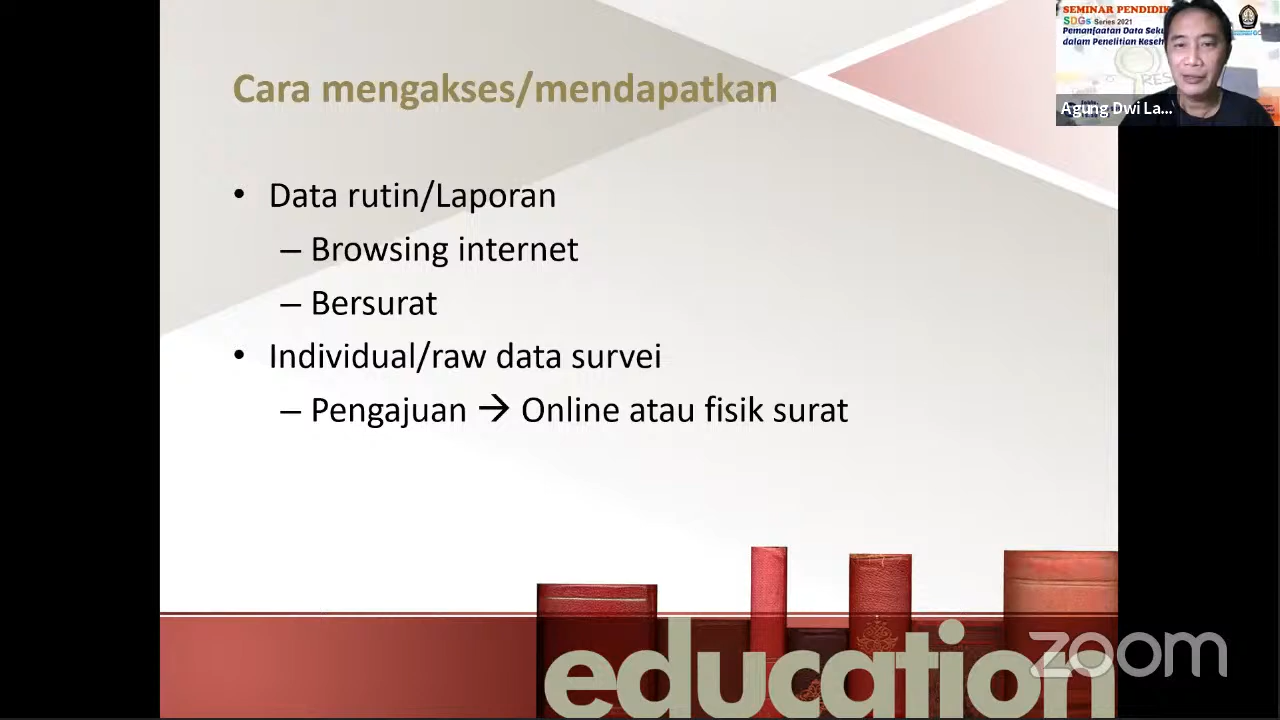 Cara mengakses/mendapatkan
• Data rutin/Laporan
– Browsing internet
– Bersurat
• Individual/raw data survei
– Pengajuan → Online atau fisik surat
education
zoom
SEMINAR PENDIDIK
SDGs Series 2021
Pemanfaatan Data Seku
dalam Penelitian Keseh
RES
Agung Dwi La...